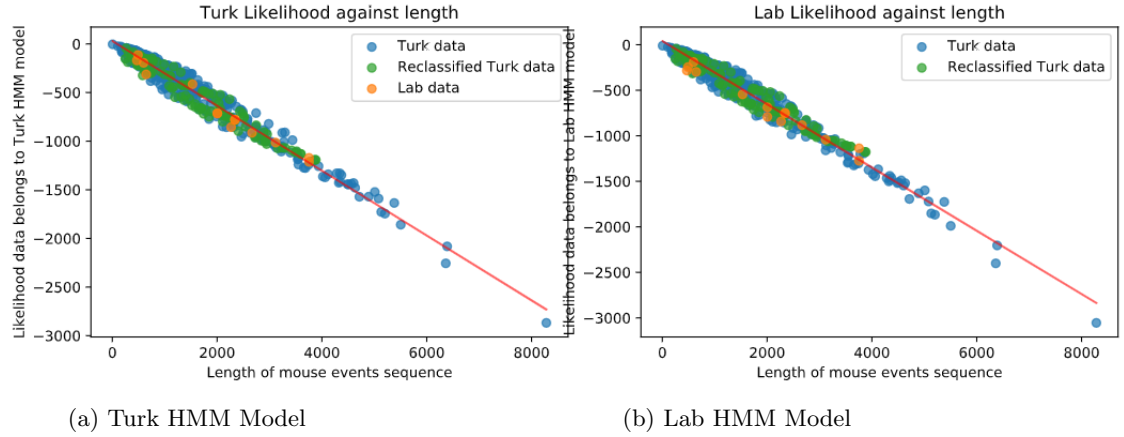 Turk Likelihood against length
Likelihood data belongs to Turk HMM model
0
−500
−1000
−1500
−2000
−2500
−3000
Turk data
Reclassified Turk data
Lab data
0 2000 4000 6000 8000
Length of mouse events sequence
(a) Turk HMM Model
Lab Likelihood against length
Likelihood data belongs to Lab HMM model
0
−500
−1000
−1500
−2000
−2500
−3000
Turk data
Reclassified Turk data
0 2000 4000 6000 8000
Length of mouse events sequence
(b) Lab HMM Model